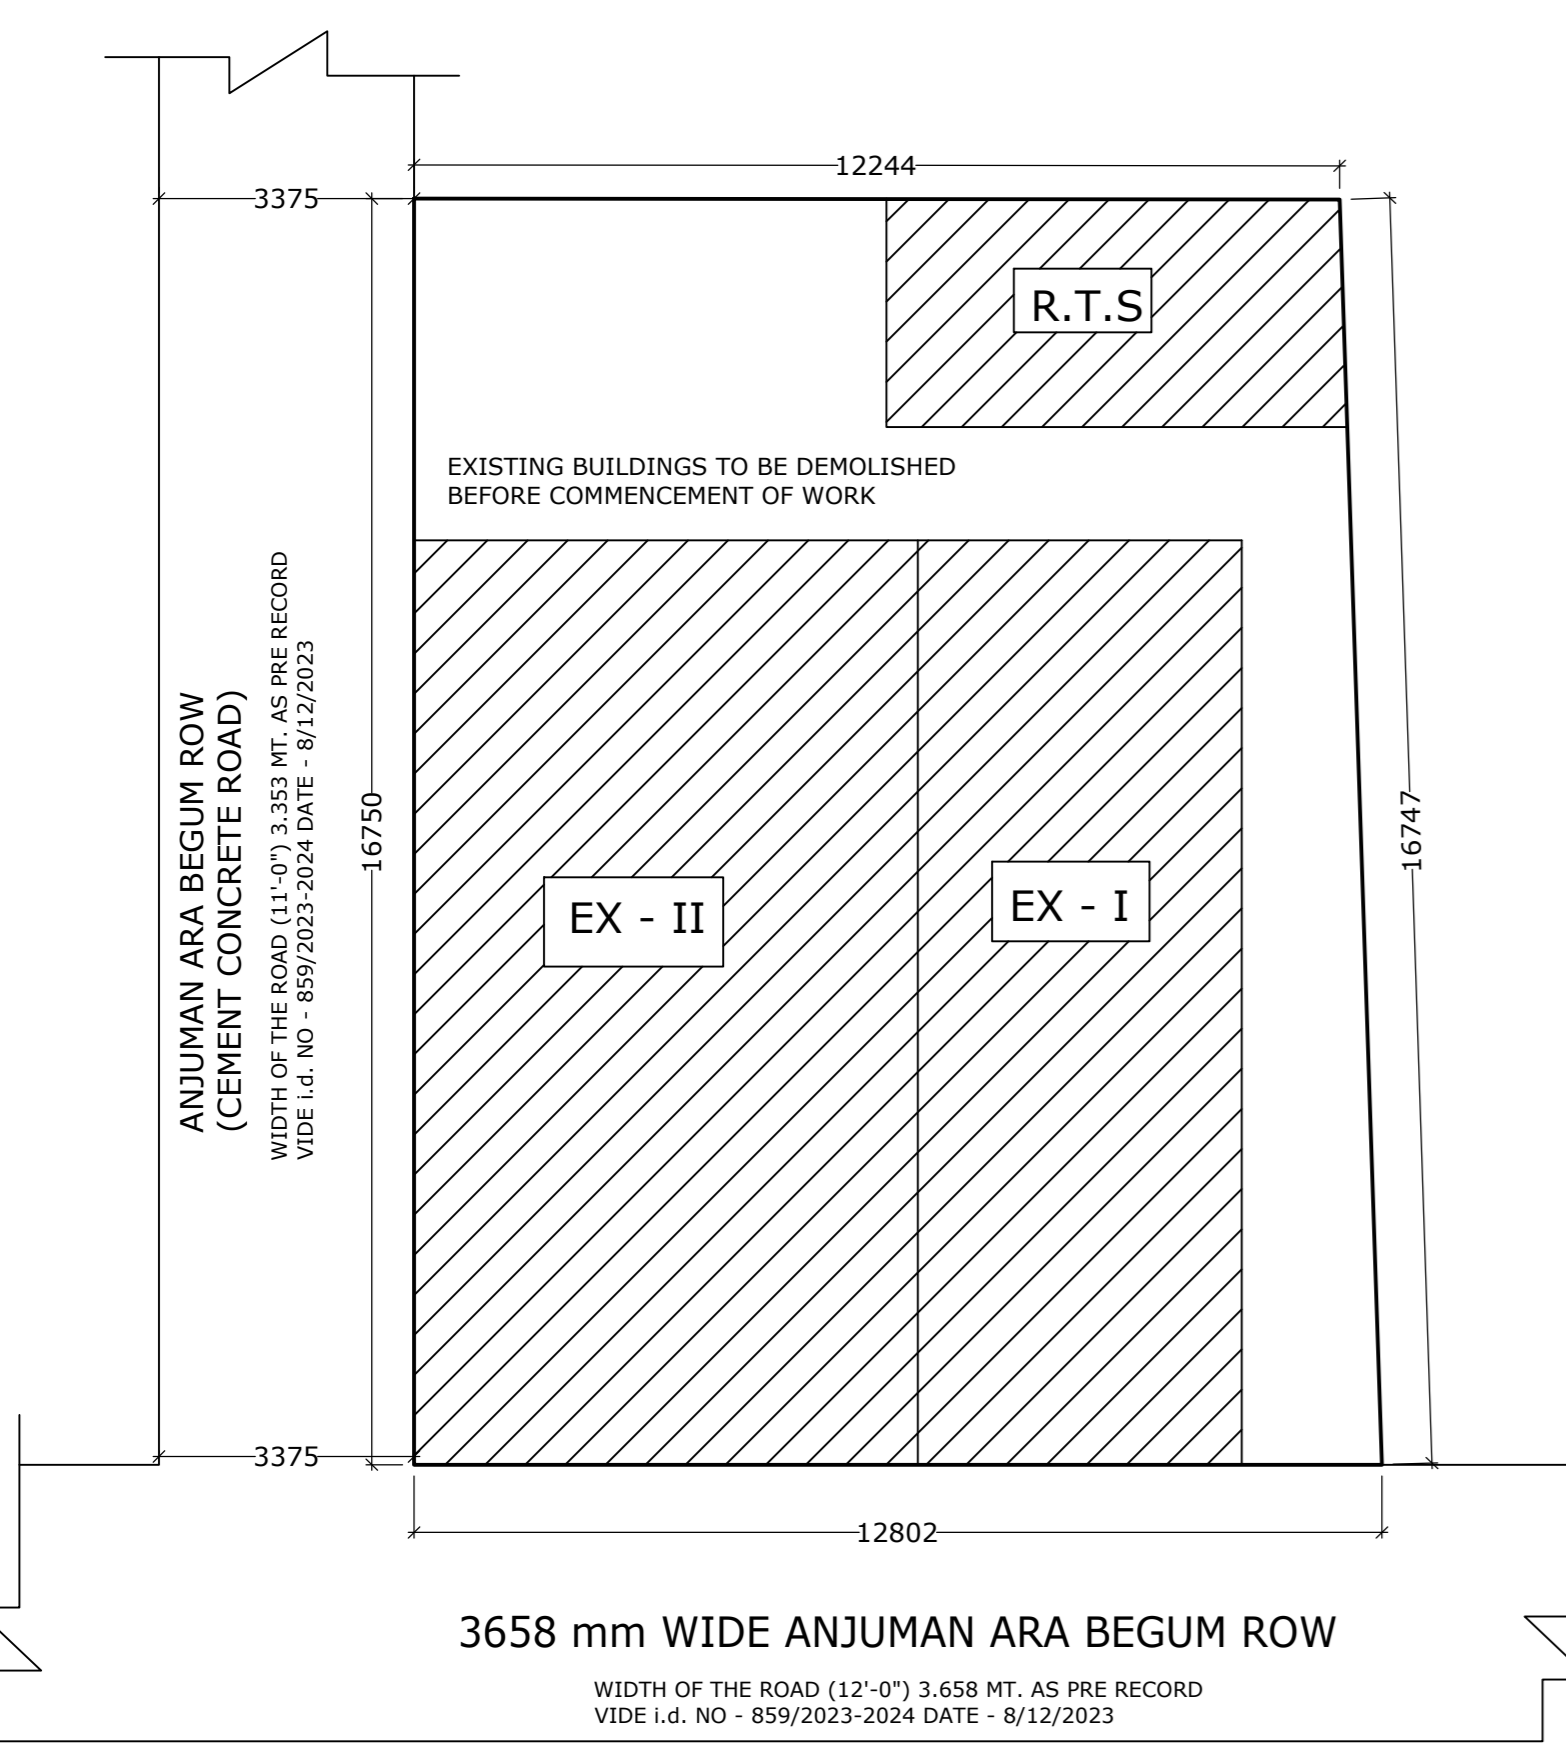 12244
3375
R.T.S
EXISTING BUILDINGS TO BE DEMOLISHED
BEFORE COMMENCEMENT OF WORK
ANJUMAN ARA BEGUM ROW
(CEMENT CONCRETE ROAD)
WIDTH OF THE ROAD (11'-0") 3.353 MT. AS PRE RECORD
VIDE i.d. NO - 859/2023-2024 DATE - 8/12/2023
16750
16747
EX - II
EX - I
3375
12802
3658 mm WIDE ANJUMAN ARA BEGUM ROW
WIDTH OF THE ROAD (12'-0") 3.658 MT. AS PRE RECORD
VIDE i.d. NO - 859/2023-2024 DATE - 8/12/2023